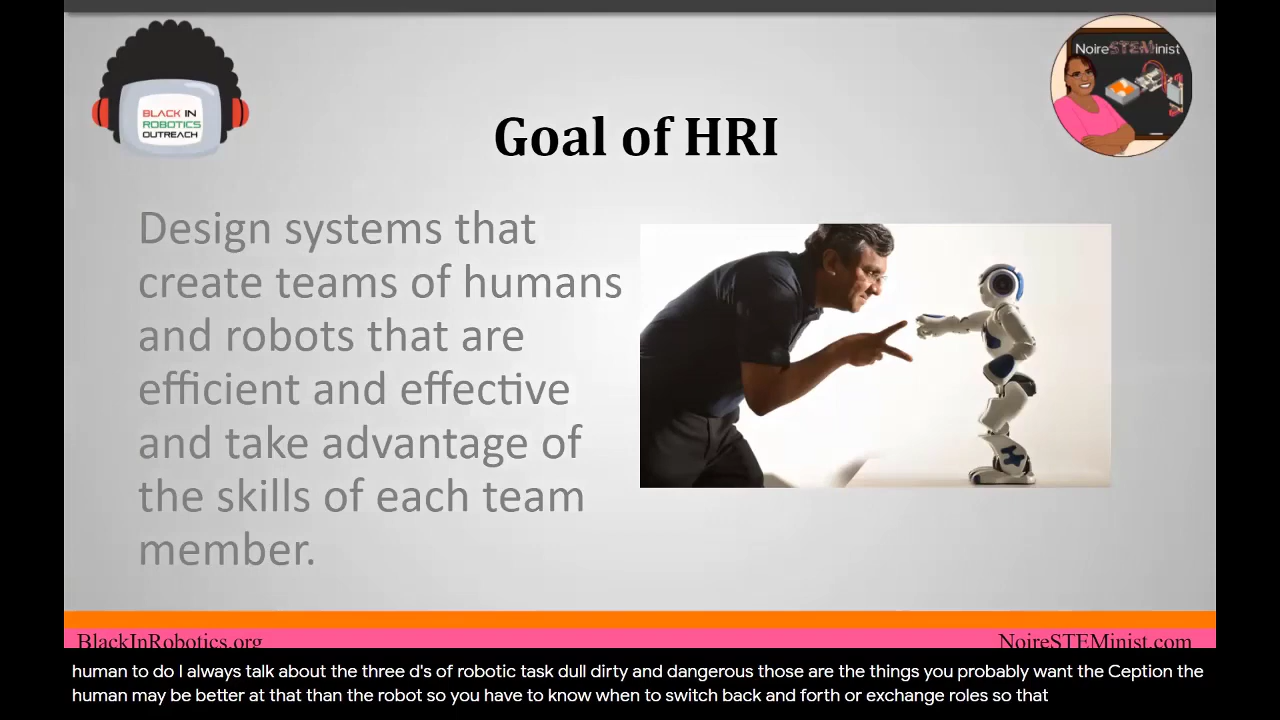 BLACK IN
ROBOTICS
OUTREACH
NoireSTEMinist
Goal of HRI
Design systems that
create teams of humans
and robots that are
efficient and effective
and take advantage of
the skills of each team
member.
BlackInRobotics.org
NoireSTEMinist.com
human to do I always talk about the three d's of robotic task dull dirty and dangerous those are the things you probably want the Ception the
human may be better at that than the robot so you have to know when to switch back and forth or exchange roles so that